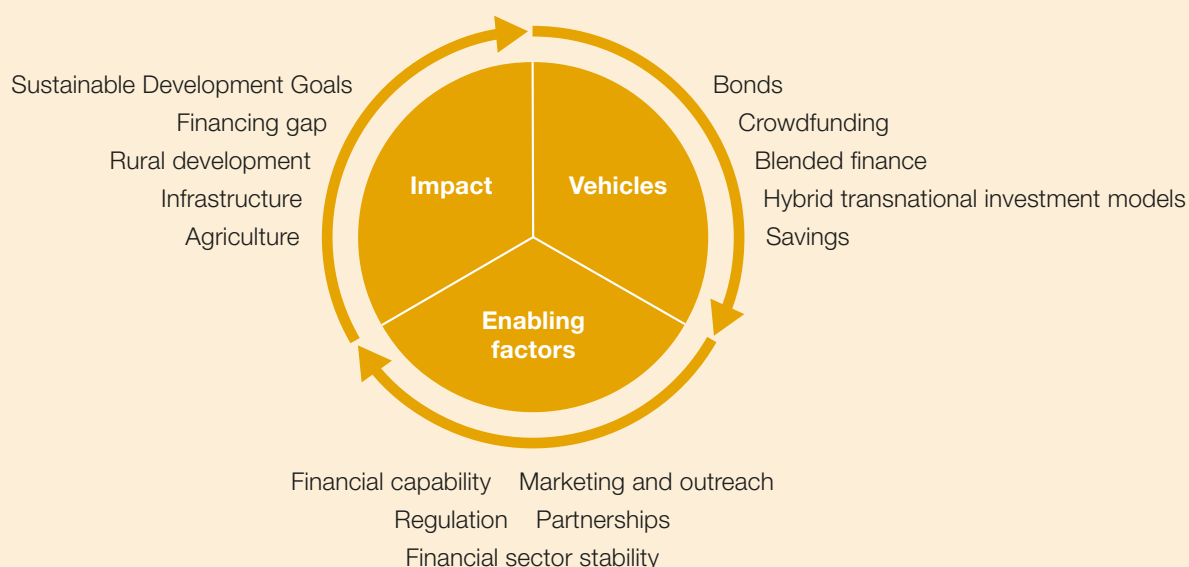 Sustainable Development Goals
Financing gap
Rural development
Infrastructure
Agriculture
Impact
Vehicles
Bonds
Crowdfunding
Blended finance
Hybrid transnational investment models
Savings
Enabling
factors
Financial capability Marketing and outreach
Regulation Partnerships
Financial sector stability